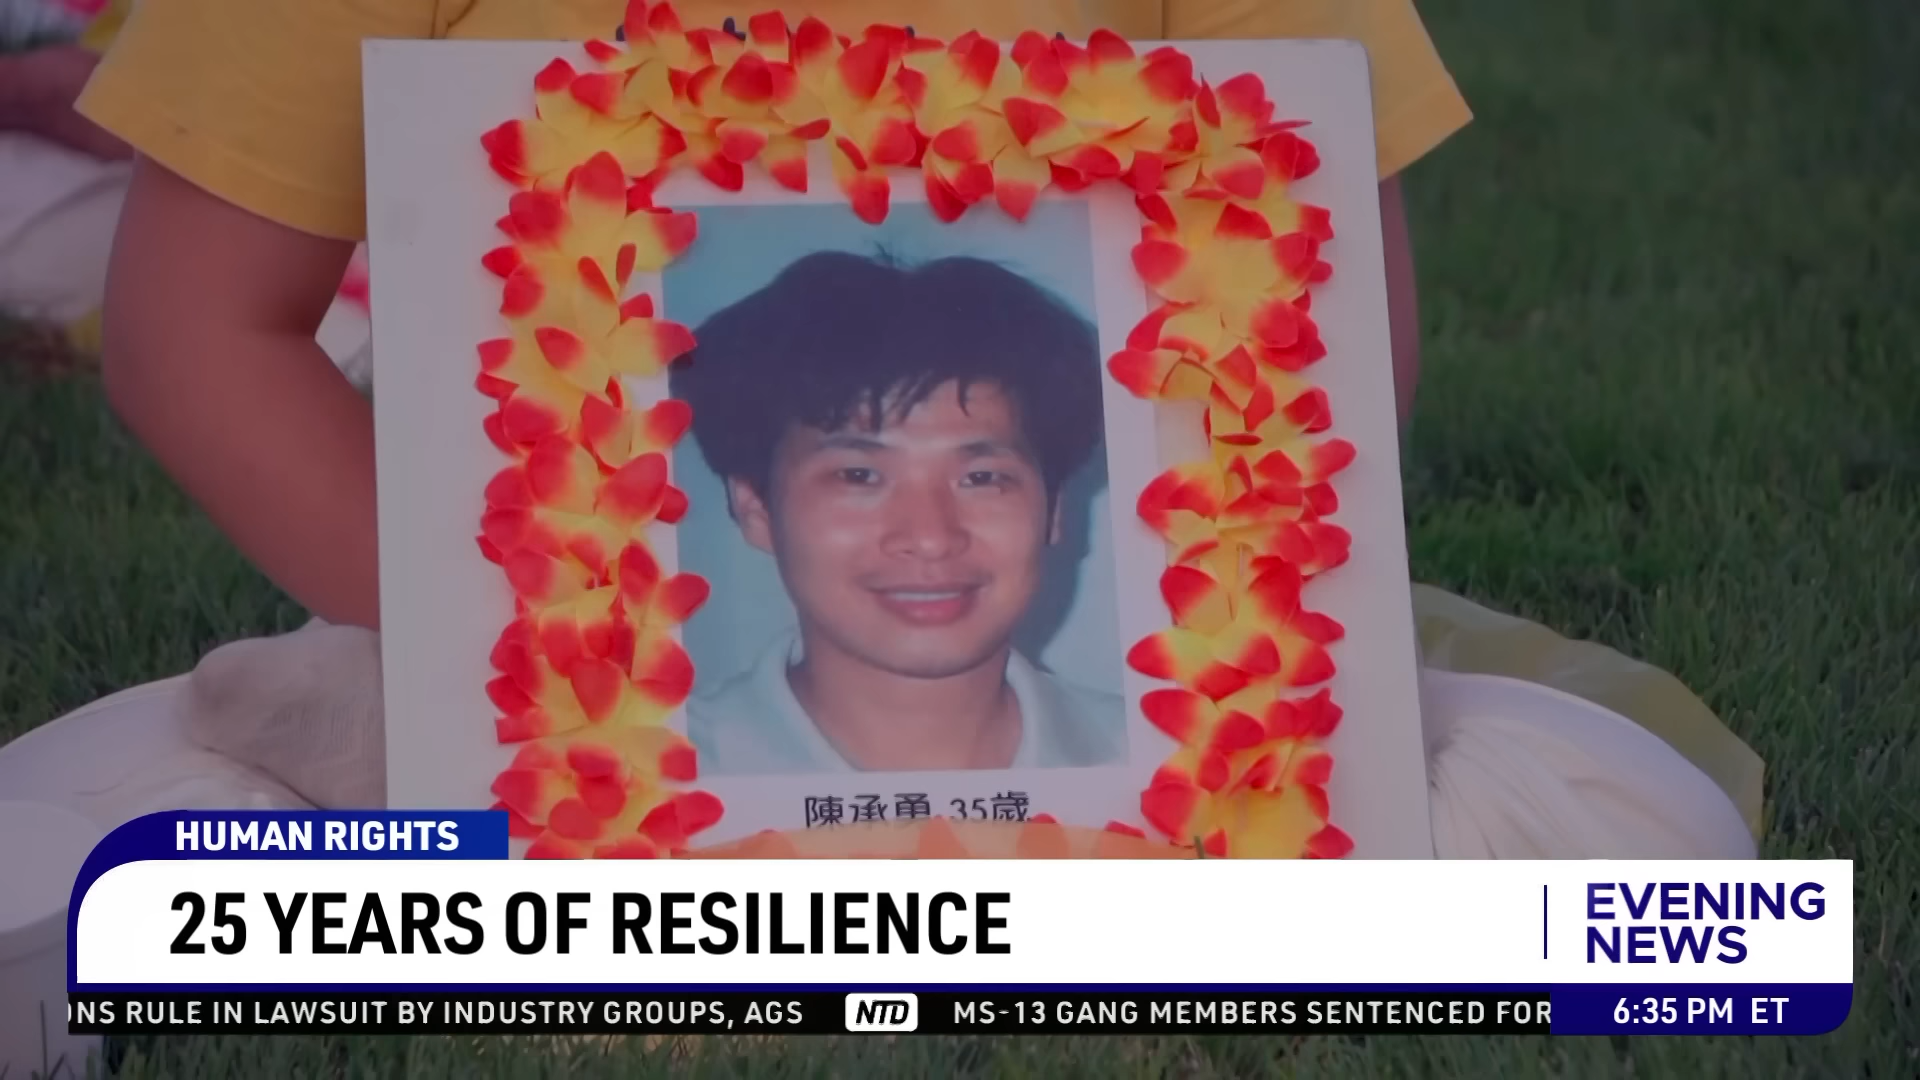 陳承勇 35歲
HUMAN RIGHTS
25 YEARS OF RESILIENCE
EVENING
NEWS
NS RULE IN LAWSUIT BY INDUSTRY GROUPS, AGS NTD MS-13 GANG MEMBERS SENTENCED FOR
6:35 PM ET